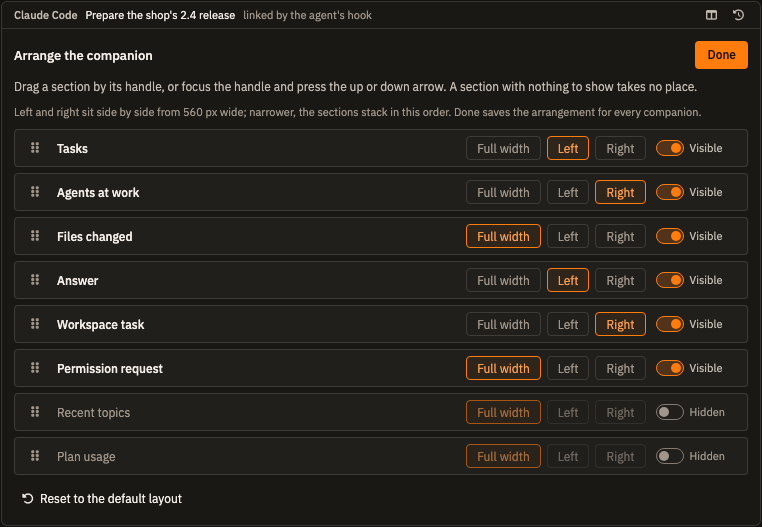 Claude Code Prepare the shop's 2.4 release linked by the agent's hook
Arrange the companion
Done
Drag a section by its handle, or focus the handle and press the up or down arrow. A section with nothing to show takes no place.
Left and right sit side by side from 560 px wide; narrower, the sections stack in this order. Done saves the arrangement for every companion.
Tasks Full width Left Right Visible
Agents at work Full width Left Right Visible
Files changed Full width Left Right Visible
Answer Full width Left Right Visible
Workspace task Full width Left Right Visible
Permission request Full width Left Right Visible
Recent topics Full width Left Right Hidden
Plan usage Full width Left Right Hidden
Reset to the default layout